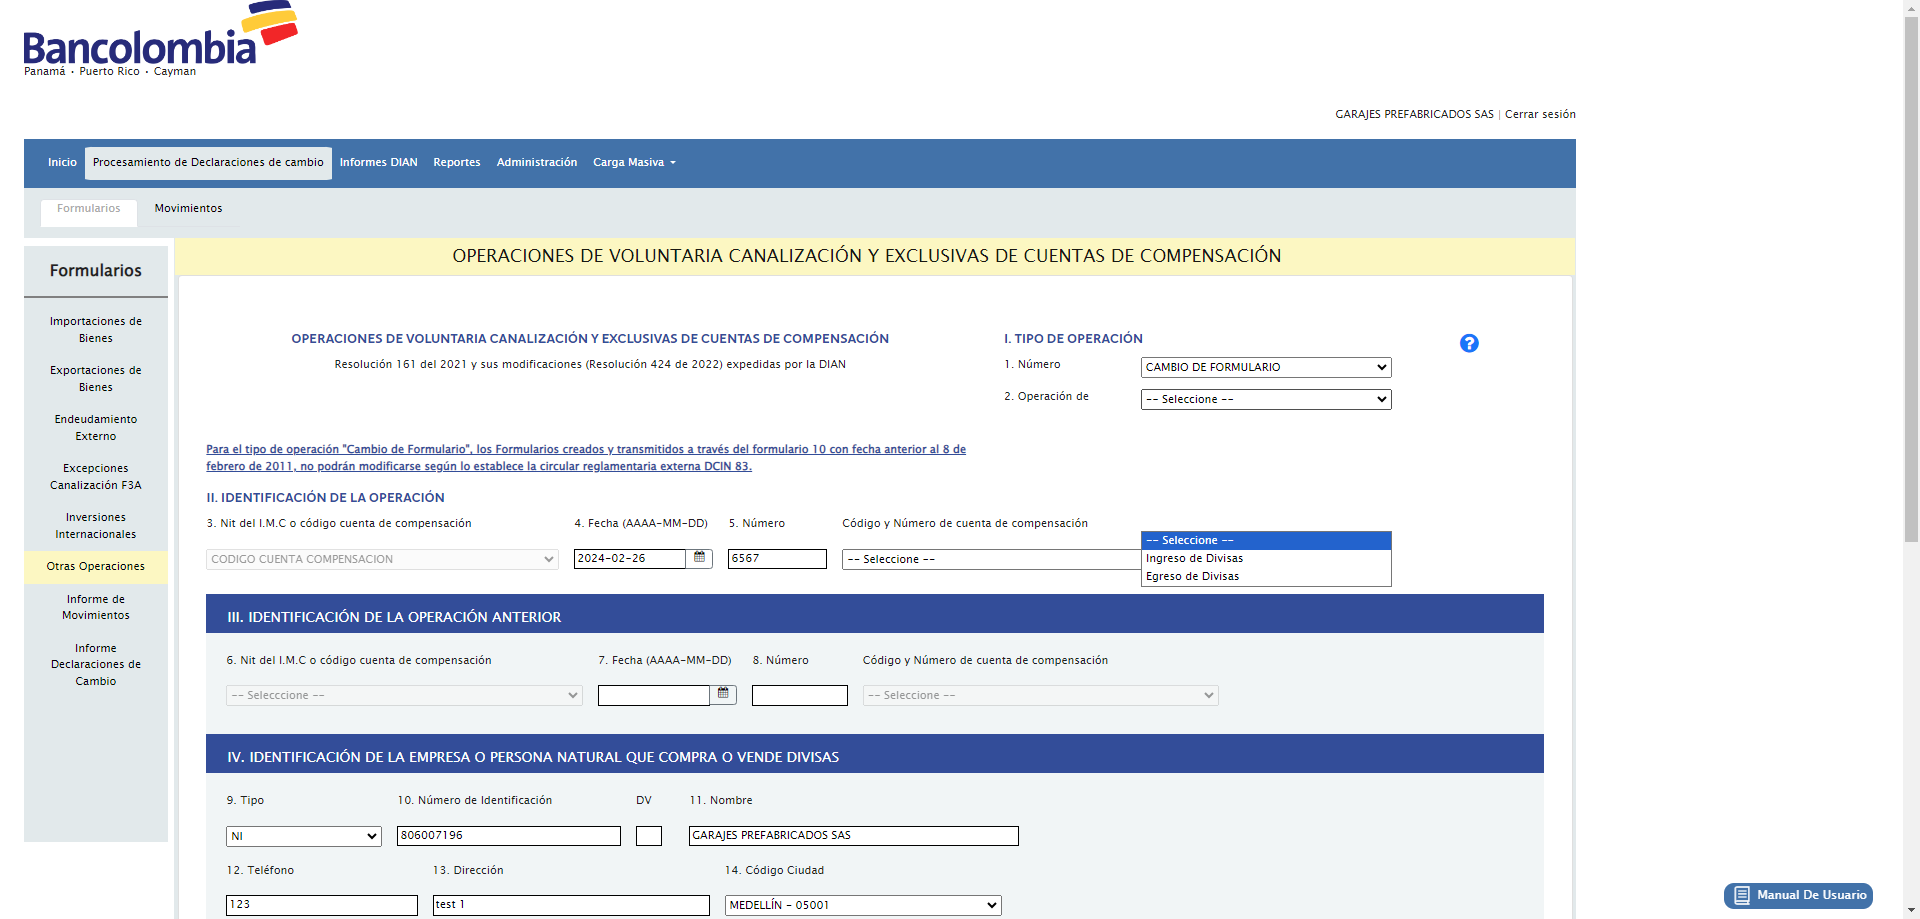 Bancolombia
Panamá • Puerto Rico • Cayman
GARAJES PREFABRICADOS SAS | Cerrar sesión
Inicio Procesamiento de Declaraciones de cambio Informes DIAN Reportes Administración Carga Masiva
Formularios Movimientos
Formularios
Importaciones de
Bienes
Exportaciones de
Bienes
Endeudamiento
Externo
Excepciones
Canalización F3A
Inversiones
Internacionales
Otras Operaciones
Informe de
Movimientos
Informe
Declaraciones de
Cambio
OPERACIONES DE VOLUNTARIA CANALIZACIÓN Y EXCLUSIVAS DE CUENTAS DE COMPENSACIÓN
OPERACIONES DE VOLUNTARIA CANALIZACIÓN Y EXCLUSIVAS DE CUENTAS DE COMPENSACIÓN
Resolución 161 del 2021 y sus modificaciones (Resolución 424 de 2022) expedidas por la DIAN
I. TIPO DE OPERACIÓN
?
1. Número CAMBIO DE FORMULARIO
2. Operación de -- Seleccione --
Para el tipo de operación "Cambio de Formulario", los Formularios creados y transmitidos a través del formulario 10 con fecha anterior al 8 de
febrero de 2011, no podrán modificarse según lo establece la circular reglamentaria externa DCIN 83.
II. IDENTIFICACIÓN DE LA OPERACIÓN
3. Nit del I.M.C o código cuenta de compensación 4. Fecha (AAAA-MM-DD) 5. Número Código y Número de cuenta de compensación
CODIGO CUENTA COMPENSACION 2024-02-26 6567 -- Seleccione --
-- Seleccione --
Ingreso de Divisas
Egreso de Divisas
III. IDENTIFICACIÓN DE LA OPERACIÓN ANTERIOR
6. Nit del I.M.C o código cuenta de compensación 7. Fecha (AAAA-MM-DD) 8. Número Código y Número de cuenta de compensación
-- Selecccione -- -- Seleccione --
IV. IDENTIFICACIÓN DE LA EMPRESA O PERSONA NATURAL QUE COMPRA O VENDE DIVISAS
9. Tipo 10. Número de Identificación DV 11. Nombre
NI 806007196 GARAJES PREFABRICADOS SAS
12. Teléfono 13. Dirección 14. Código Ciudad
123 test 1 MEDELLÍN - 05001
Manual De Usuario